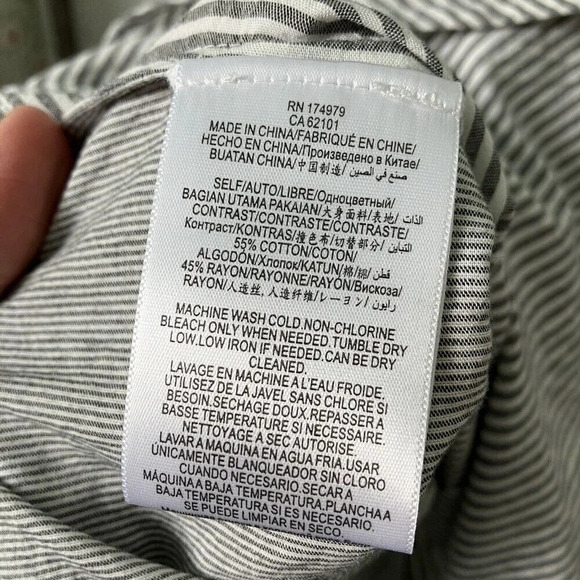 RN 174979
CA 62101
MADE IN CHINA/FABRIQUÉ EN CHINE/
HECHO EN CHINA/Произведено в Китае/
BUATAN CHINA/中国制造/ صنع في الصين
SELF/AUTO/LIBRE/Одноцветный/
BAGIAN UTAMA PAKAIAN/大身面料/表地/ الذات
CONTRAST/CONTRASTE/CONTRASTE/
Контраст/KONTRAS/撞色布/切替部分/ التباين
55% COTTON/COTON/
ALGODÓN/Хлопок/KATUN/棉/綿/ قطن
45% RAYON/RAYONNE/RAYÓN/Вискоза/
RAYON/人造丝, 人造纤维/レーヨン/ رايون
MACHINE WASH COLD.NON-CHLORINE
BLEACH ONLY WHEN NEEDED.TUMBLE DRY
LOW.LOW IRON IF NEEDED.CAN BE DRY
CLEANED.
LAVAGE EN MACHINE A L'EAU FROIDE.
UTILISEZ DE LA JAVEL SANS CHLORE SI
BESOIN.SECHAGE DOUX.REPASSER A
BASSE TEMPERATURE SI NECESSAIRE.
NETTOYAGE A SEC AUTORISE.
LAVAR A MAQUINA EN AGUA FRIA. USAR
ÚNICAMENTE BLANQUEADOR SIN CLORO
CUANDO NECESARIO.SECAR A
MÁQUINA A BAJA TEMPERATURA.PLANCHA A
BAJA TEMPERATURA SI ES NECESARIO.
SE PUEDE LIMPIAR EN SECO.